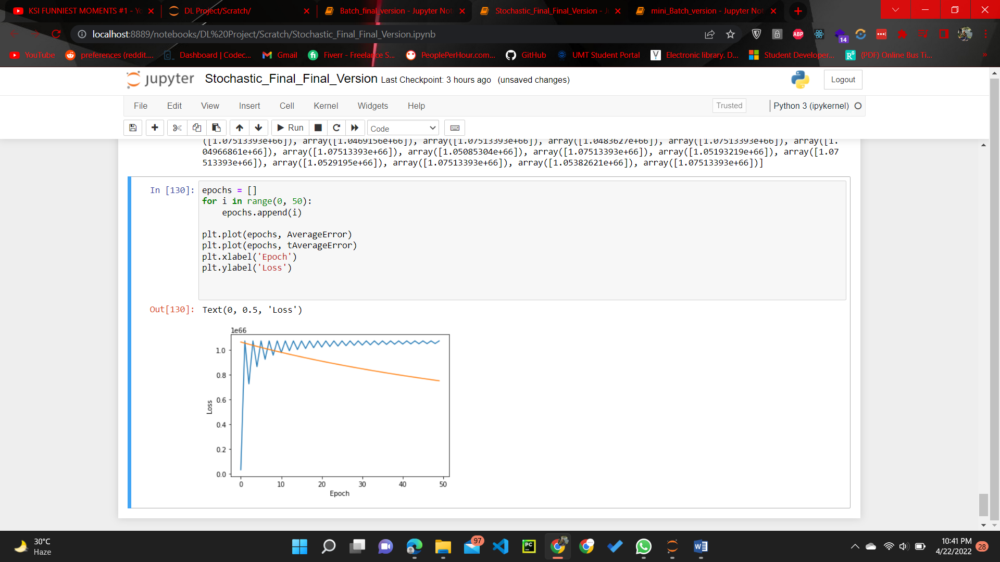 KSI FUNNIEST MOMENTS #1 - Yo
DL Project/Scratch/
Batch_final_version - Jupyter Not
Stochastic_Final_Final_Version - J
mini_Batch_version - Jupyter Not
localhost:8889/notebooks/DL%20Project/Scratch/Stochastic_Final_Final_Version.ipynb
ABP
14
YouTube
preferences (reddit....
Dashboard | Codec...
Gmail
Fiverr - Freelance S...
PeoplePerHour.com...
GitHub
UMT Student Portal
Electronic library. D...
Student Developer...
(PDF) Online Bus Ti...
»
jupyter Stochastic_Final_Final_Version Last Checkpoint: 3 hours ago (unsaved changes)
Logout
File Edit View Insert Cell Kernel Widgets Help
Trusted
Python 3 (ipykernel)
Run
Code
([1.07513393e+66]), array([1.0469156e+66]), array([1.07513393e+66]), array([1.0483627e+66]), array([1.07513393e+66]), array([1.
04966861e+66]), array([1.07513393e+66]), array([1.05085304e+66]), array([1.07513393e+66]), array([1.05193219e+66]), array([1.07
513393e+66]), array([1.0529195e+66]), array([1.07513393e+66]), array([1.05382621e+66]), array([1.07513393e+66])]
In [130]:
epochs = []
for i in range(0, 50):
    epochs.append(i)
plt.plot(epochs, AverageError)
plt.plot(epochs, tAverageError)
plt.xlabel('Epoch')
plt.ylabel('Loss')
Out[130]: Text(0, 0.5, 'Loss')
1e66
1.0
0.8
0.6
0.4
0.2
0.0
Loss
0 10 20 30 40 50
Epoch
30°C
Haze
97
PC
10:41 PM
4/22/2022
28